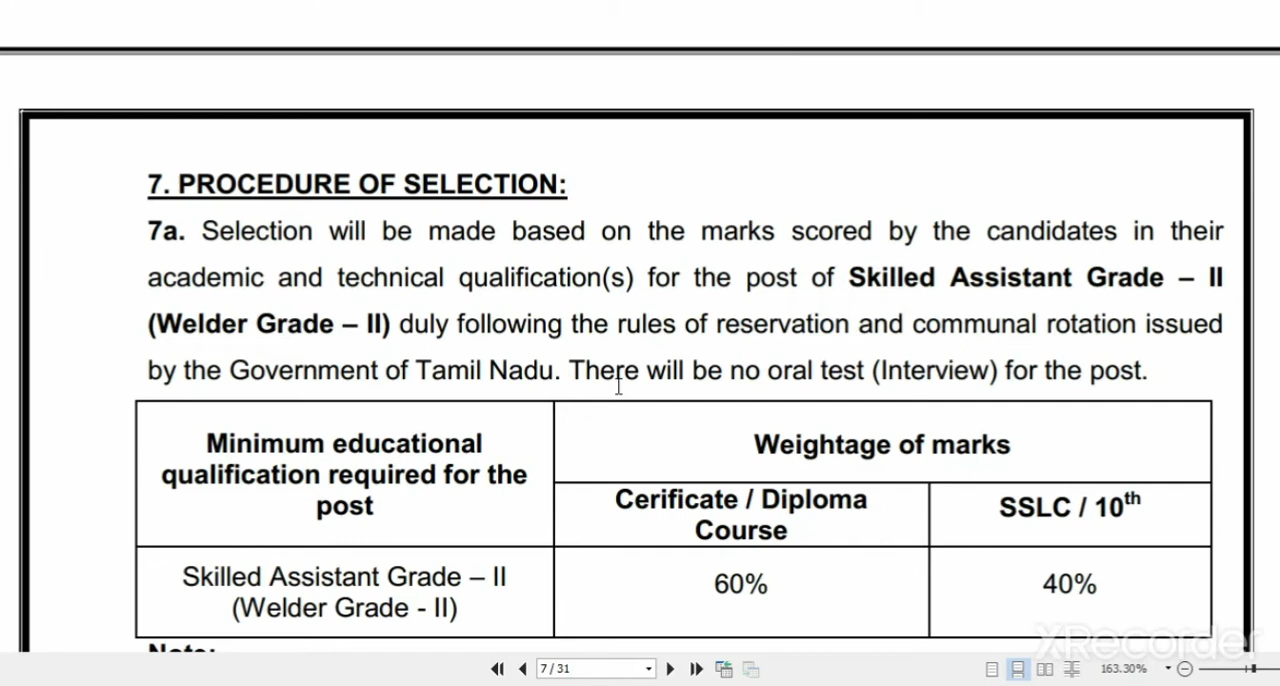 7. PROCEDURE OF SELECTION:
7a. Selection will be made based on the marks scored by the candidates in their
academic and technical qualification(s) for the post of Skilled Assistant Grade – II
(Welder Grade – II) duly following the rules of reservation and communal rotation issued
by the Government of Tamil Nadu. There will be no oral test (Interview) for the post.
Minimum educational
qualification required for the
post
Weightage of marks
Cerificate / Diploma
Course
SSLC / 10th
Skilled Assistant Grade – II
(Welder Grade - II)
60%
40%
Note:
XRecorder
7 / 31
163.30%